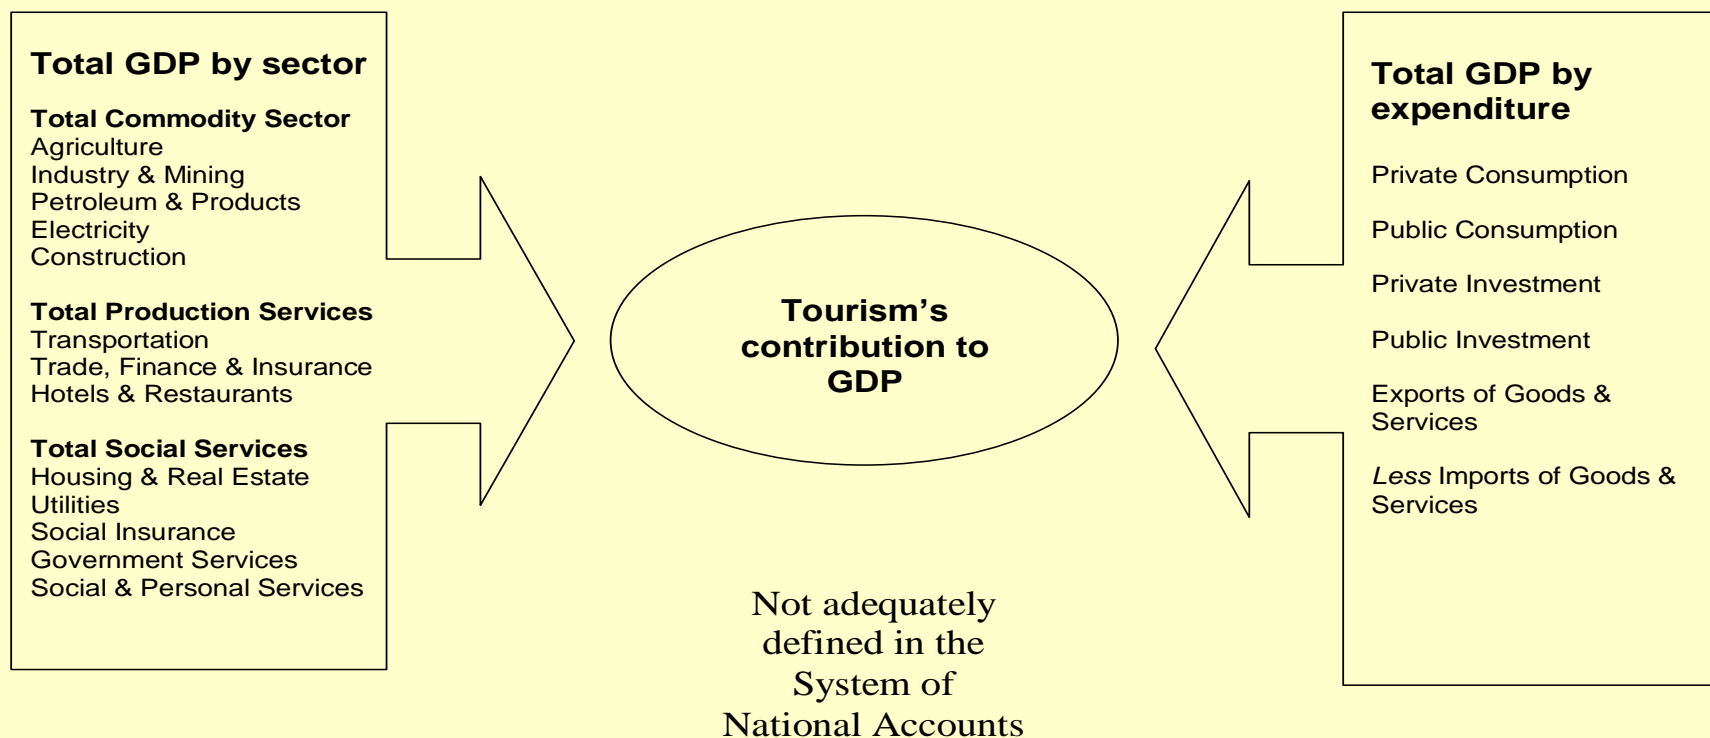 Total GDP by sector
Total Commodity Sector
Agriculture
Industry & Mining
Petroleum & Products
Electricity
Construction
Total Production Services
Transportation
Trade, Finance & Insurance
Hotels & Restaurants
Total Social Services
Housing & Real Estate
Utilities
Social Insurance
Government Services
Social & Personal Services
Tourism’s
contribution to
GDP
Not adequately
defined in the
System of
National Accounts
Total GDP by
expenditure
Private Consumption
Public Consumption
Private Investment
Public Investment
Exports of Goods &
Services
Less Imports of Goods &
Services